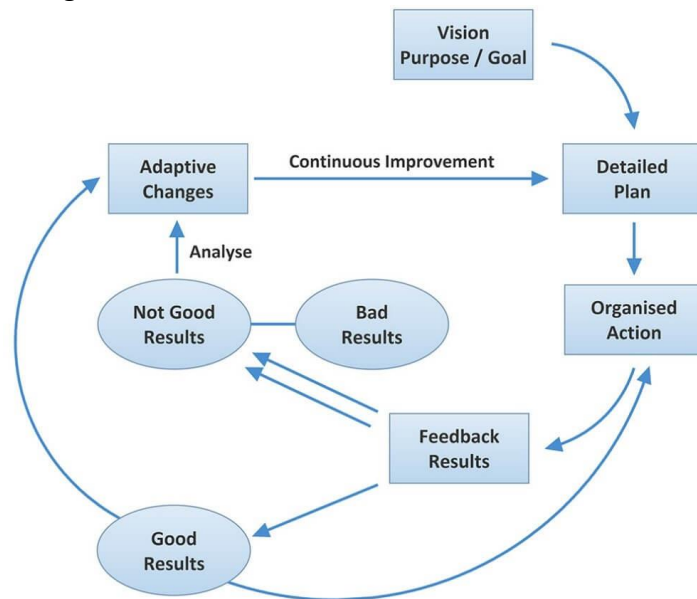 Vision
Purpose / Goal
Adaptive
Changes
Continuous Improvement
Detailed
Plan
Analyse
Not Good
Results
Bad
Results
Organised
Action
Feedback
Results
Good
Results